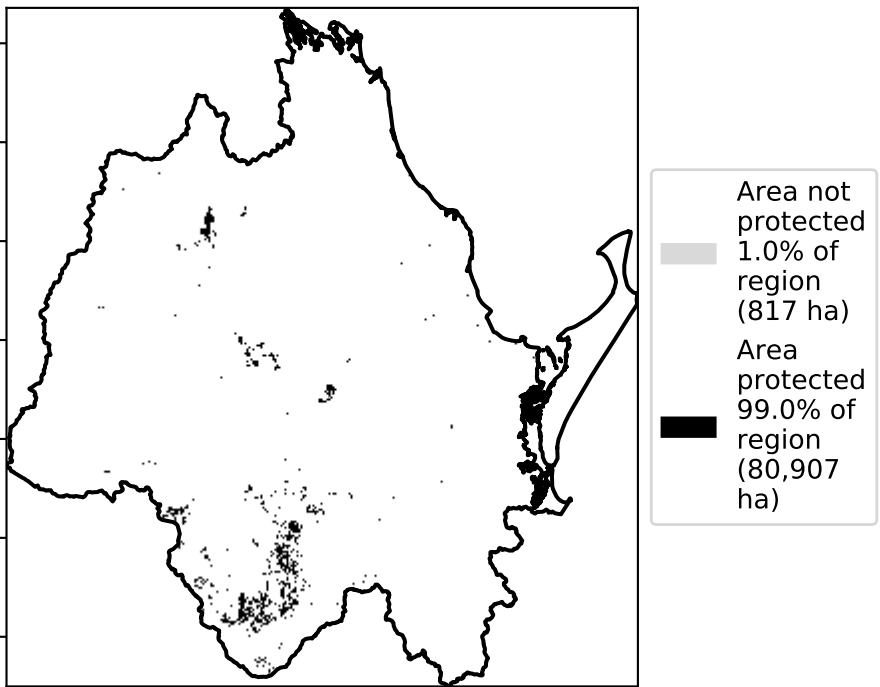 Area not
protected
1.0% of
region
(817 ha)
Area
protected
99.0% of
region
(80,907
ha)